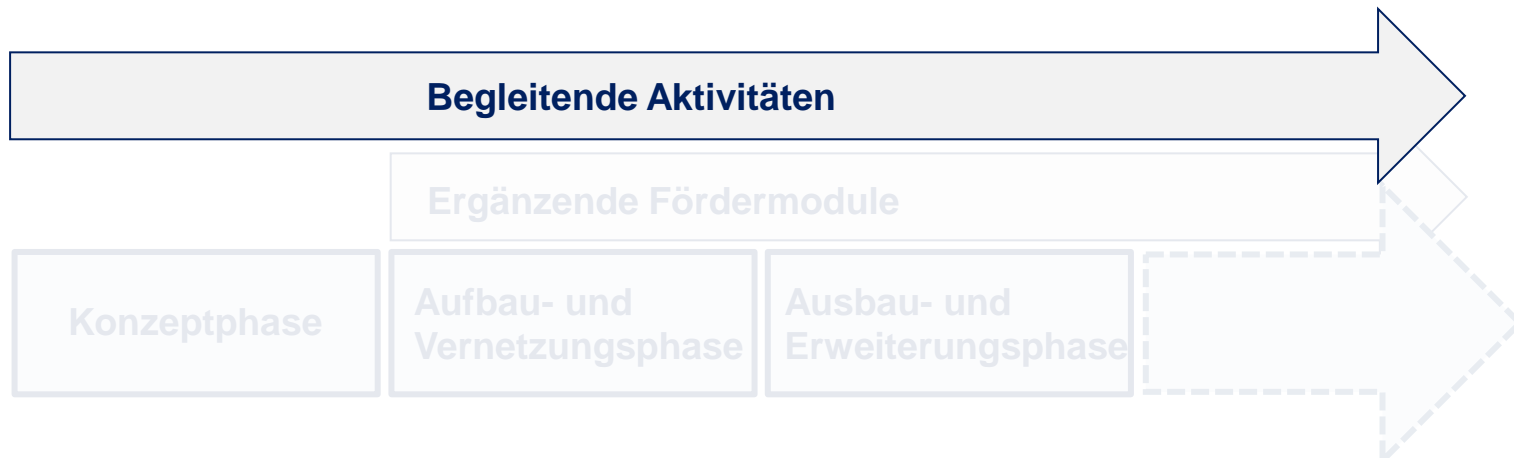 Begleitende Aktivitäten
Ergänzende Fördermodule
Konzeptphase
Aufbau- und
Vernetzungsphase
Ausbau- und
Erweiterungsphase